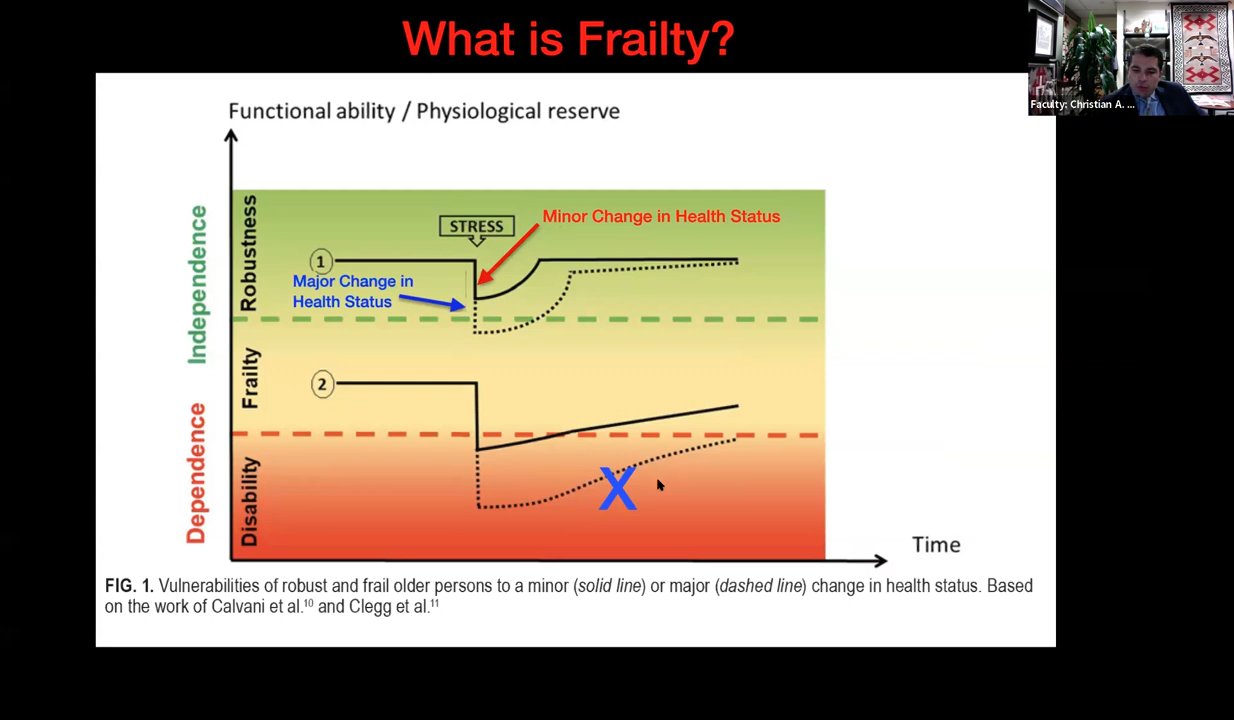 What is Frailty?
Faculty: Christian A. ...
Functional ability / Physiological reserve
Independence
Dependence
Robustness
Frailty
Disability
STRESS
Minor Change in Health Status
1
Major Change in
Health Status
2
X
Time
FIG. 1. Vulnerabilities of robust and frail older persons to a minor (solid line) or major (dashed line) change in health status. Based
on the work of Calvani et al.10 and Clegg et al.11